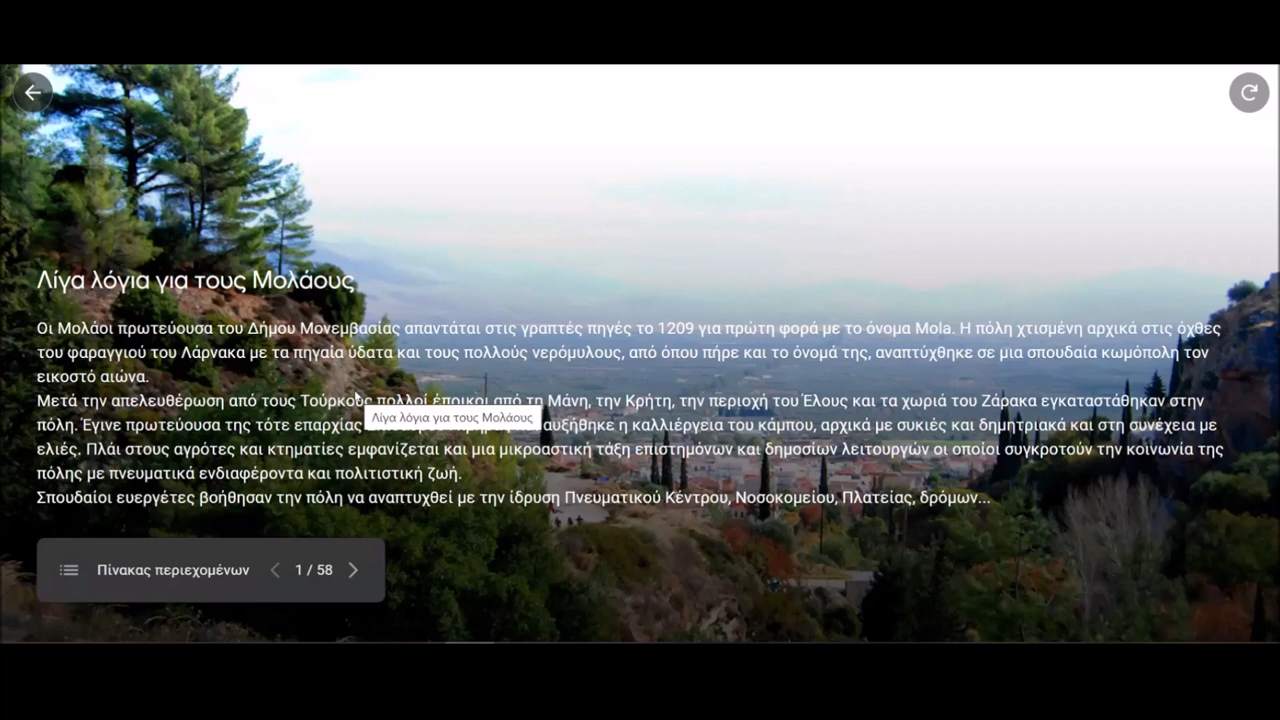 Λίγα λόγια για τους Μολάους
Οι Μολάοι πρωτεύουσα του Δήμου Μονεμβασίας απαντάται στις γραπτές πηγές το 1209 για πρώτη φορά με το όνομα Mola. Η πόλη χτισμένη αρχικά στις όχθες
του φαραγγιού του Λάρνακα με τα πηγαία ύδατα και τους πολλούς νερόμυλους, από όπου πήρε και το όνομά της, αναπτύχθηκε σε μια σπουδαία κωμόπολη τον
εικοστό αιώνα.
Μετά την απελευθέρωση από τους Τούρκους πολλοί έποικοι από τη Μάνη, την Κρήτη, την περιοχή του Έλους και τα χωριά του Ζάρακα εγκαταστάθηκαν στην
Λίγα λόγια για τους Μολάους
πόλη. Έγινε πρωτεύουσα της τότε επαρχίας αυξήθηκε η καλλιέργεια του κάμπου, αρχικά με συκιές και δημητριακά και στη συνέχεια με
ελιές. Πλάι στους αγρότες και κτηματίες εμφανίζεται και μια μικροαστική τάξη επιστημόνων και δημοσίων λειτουργών οι οποίοι συγκροτούν την κοινωνία της
πόλης με πνευματικά ενδιαφέροντα και πολιτιστική ζωή.
Σπουδαίοι ευεργέτες βοήθησαν την πόλη να αναπτυχθεί με την ίδρυση Πνευματικού Κέντρου, Νοσοκομείου, Πλατείας, δρόμων...
Πίνακας περιεχομένων 1 / 58